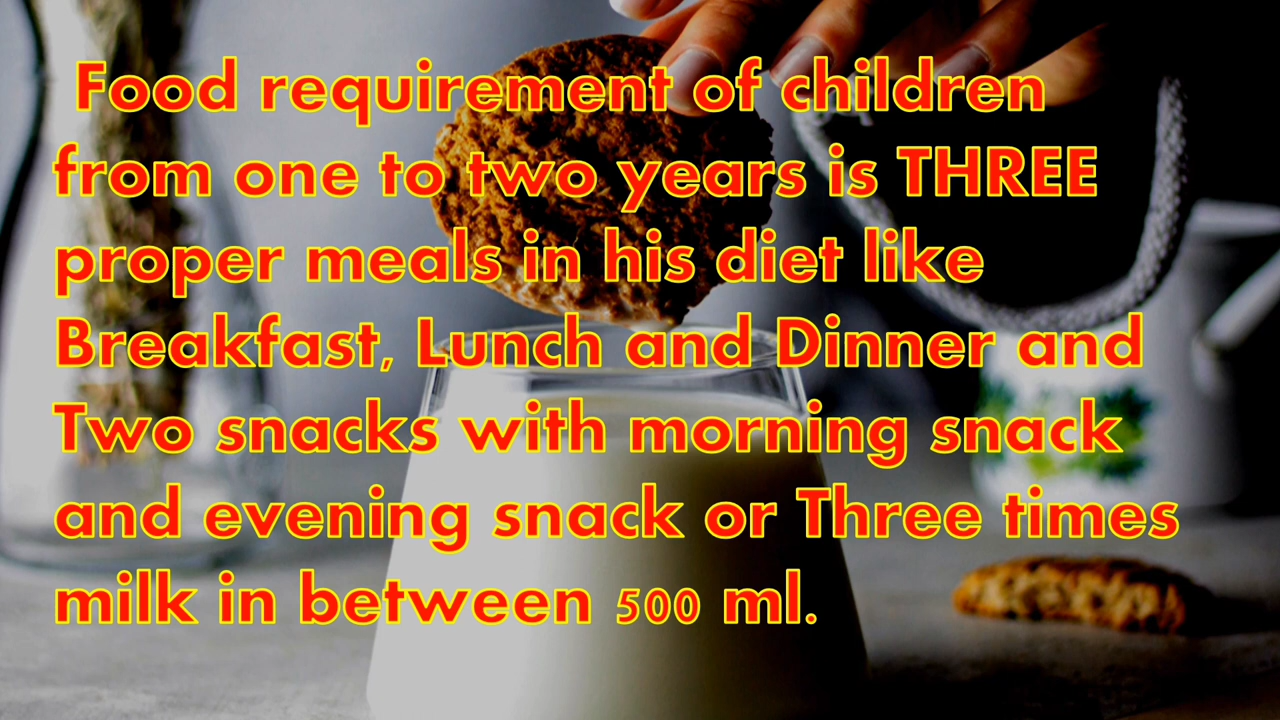 Food requirement of children
from one to two years is THREE
proper meals in his diet like
Breakfast, Lunch and Dinner and
Two snacks with morning snack
and evening snack or Three times
milk in between 500 ml.